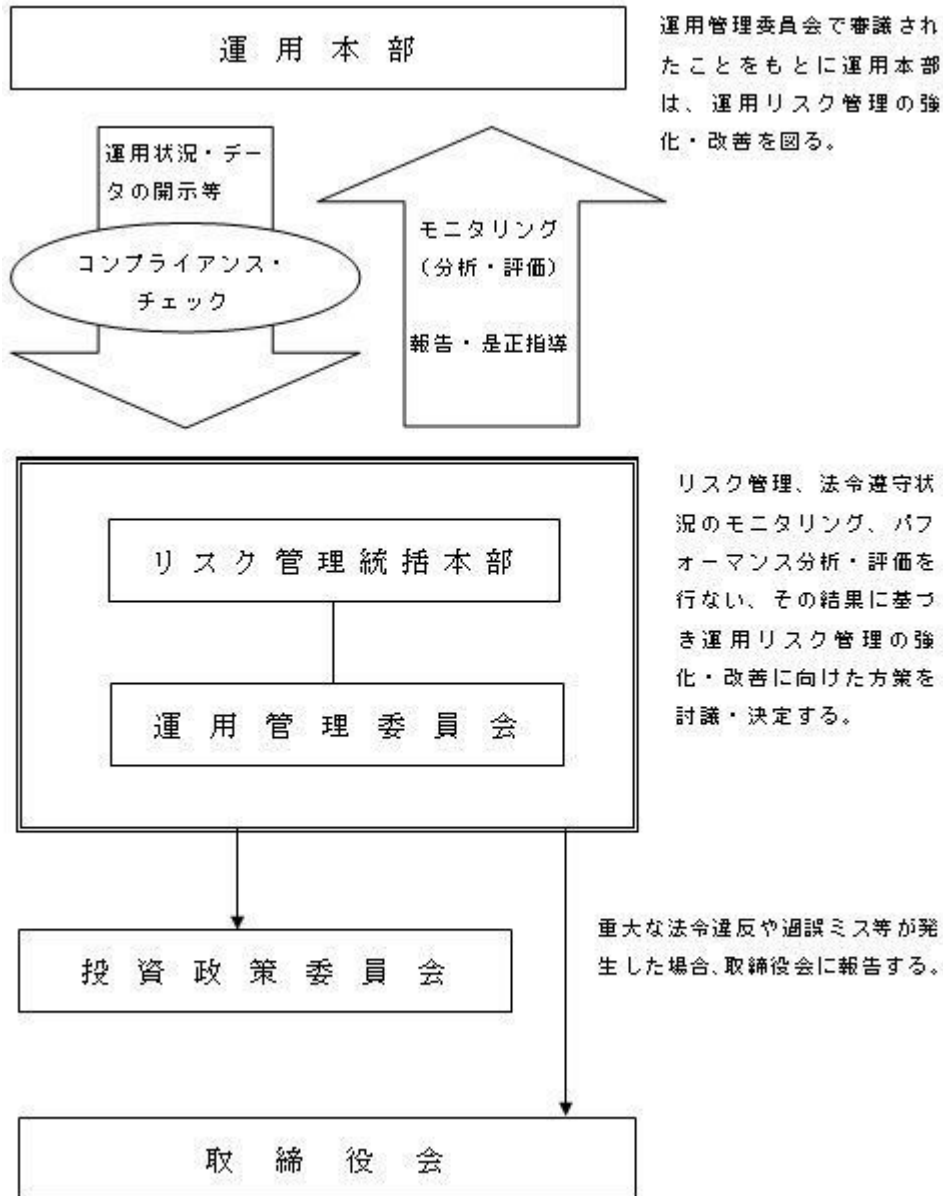 運用本部
運用管理委員会で審議され
たことをもとに運用本部
は、運用リスク管理の強
化・改善を図る。
運用状況・デー
タの開示等
コンプライアンス・
チェック
モニタリング
（分析・評価）
報告・是正指導
リスク管理統括本部
運用管理委員会
リスク管理、法令遵守状
況のモニタリング、パフ
ォーマンス分析・評価を
行ない、その結果に基づ
き運用リスク管理の強
化・改善に向けた方策を
討議・決定する。
投資政策委員会
重大な法令違反や過誤ミス等が発
生した場合、取締役会に報告する。
取締役会